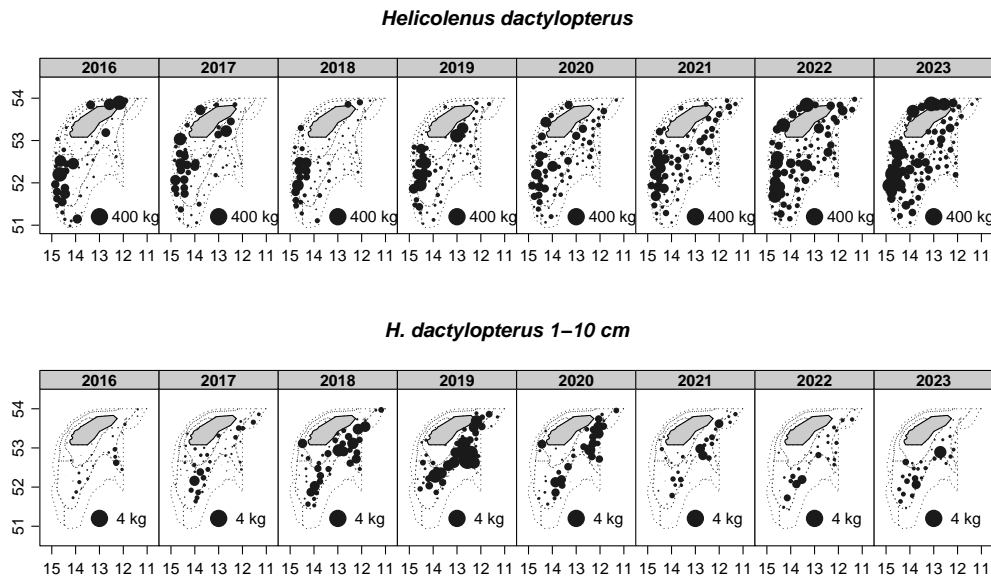 Helicolenus dactylopterus
2016 2017 2018 2019 2020 2021 2022 2023
54
53
52
51
400 kg 400 kg 400 kg 400 kg 400 kg 400 kg 400 kg 400 kg
15 14 13 12 11 15 14 13 12 11 15 14 13 12 11 15 14 13 12 11 15 14 13 12 11 15 14 13 12 11 15 14 13 12 11 15 14 13 12 11
H. dactylopterus 1–10 cm
2016 2017 2018 2019 2020 2021 2022 2023
54
53
52
51
4 kg 4 kg 4 kg 4 kg 4 kg 4 kg 4 kg 4 kg
15 14 13 12 11 15 14 13 12 11 15 14 13 12 11 15 14 13 12 11 15 14 13 12 11 15 14 13 12 11 15 14 13 12 11 15 14 13 12 11